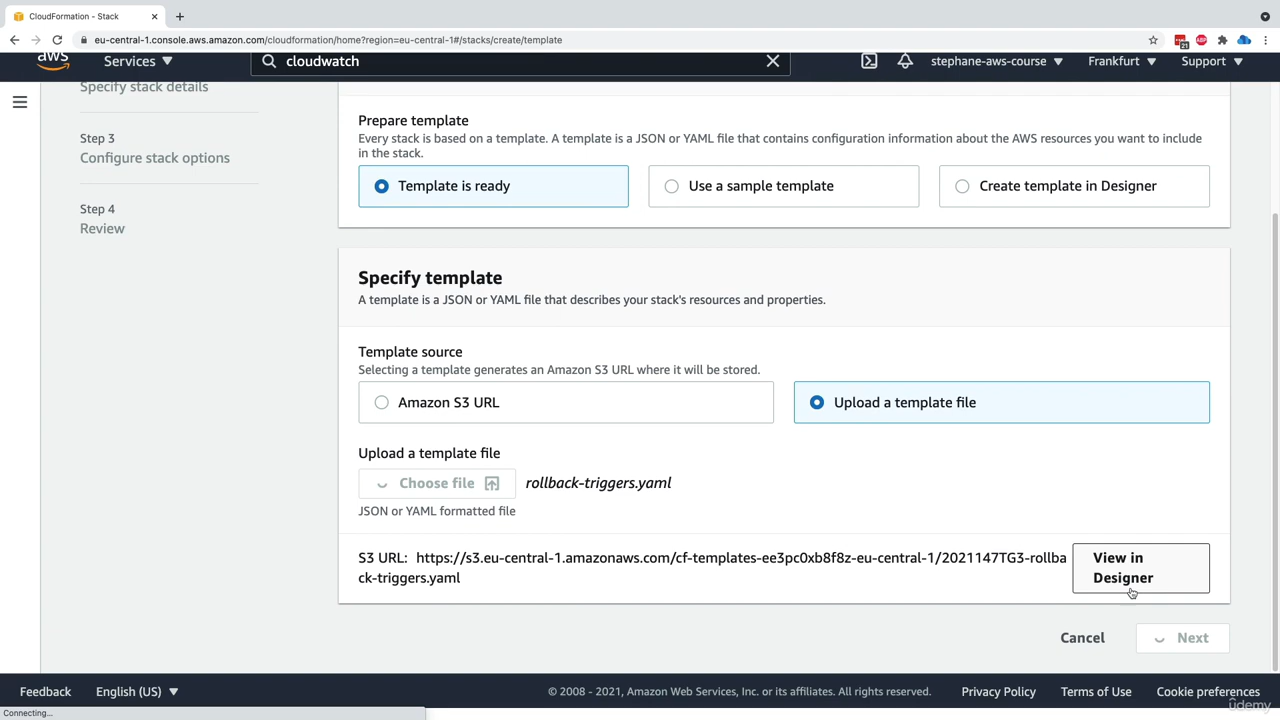 CloudFormation - Stack
eu-central-1.console.aws.amazon.com/cloudformation/home?region=eu-central-1#/stacks/create/template
21
ABP
aws
Services
cloudwatch
stephane-aws-course
Frankfurt
Support
Specify stack details
Step 3
Configure stack options
Step 4
Review
Prepare template
Every stack is based on a template. A template is a JSON or YAML file that contains configuration information about the AWS resources you want to include
in the stack.
Template is ready
Use a sample template
Create template in Designer
Specify template
A template is a JSON or YAML file that describes your stack's resources and properties.
Template source
Selecting a template generates an Amazon S3 URL where it will be stored.
Amazon S3 URL
Upload a template file
Upload a template file
Choose file
rollback-triggers.yaml
JSON or YAML formatted file
S3 URL: https://s3.eu-central-1.amazonaws.com/cf-templates-ee3pc0xb8f8z-eu-central-1/2021147TG3-rollba
ck-triggers.yaml
View in
Designer
Cancel
Next
Feedback
English (US)
© 2008 - 2021, Amazon Web Services, Inc. or its affiliates. All rights reserved.
Privacy Policy
Terms of Use
Cookie preferences
Connecting...
ûdemy